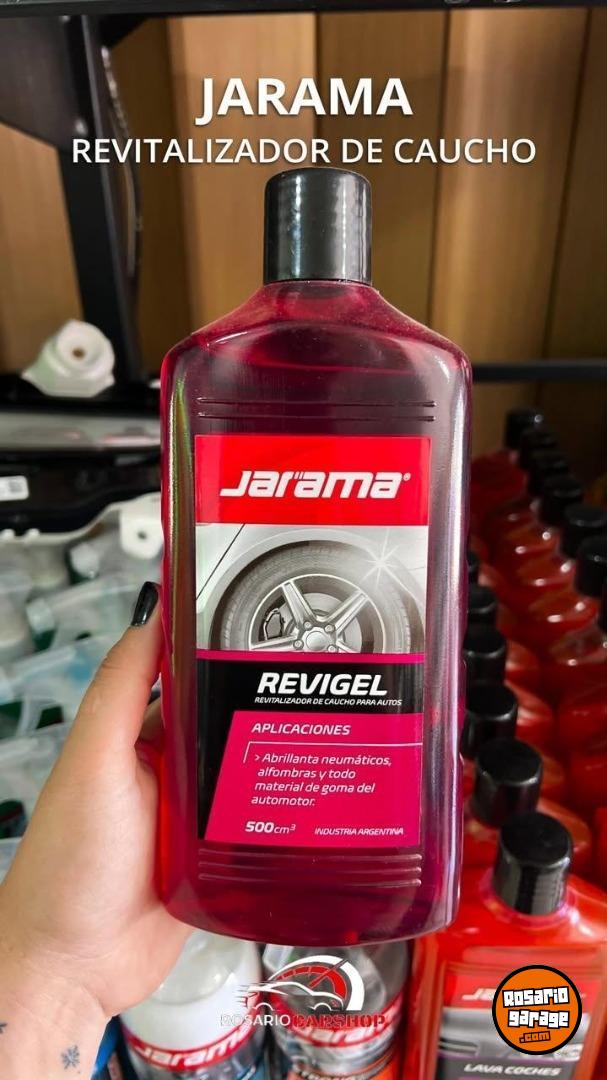 JARAMA
REVITALIZADOR DE CAUCHO
Jarama®
REVIGEL
REVITALIZADOR DE CAUCHO PARA AUTOS
APLICACIONES
> Abrillanta neumáticos,
alfombras y todo
material de goma del
automotor.
500cm³ INDUSTRIA ARGENTINA
ROSARIO CARSHOP
Jarama
LAVA COCHES
Rosario
garage
.com